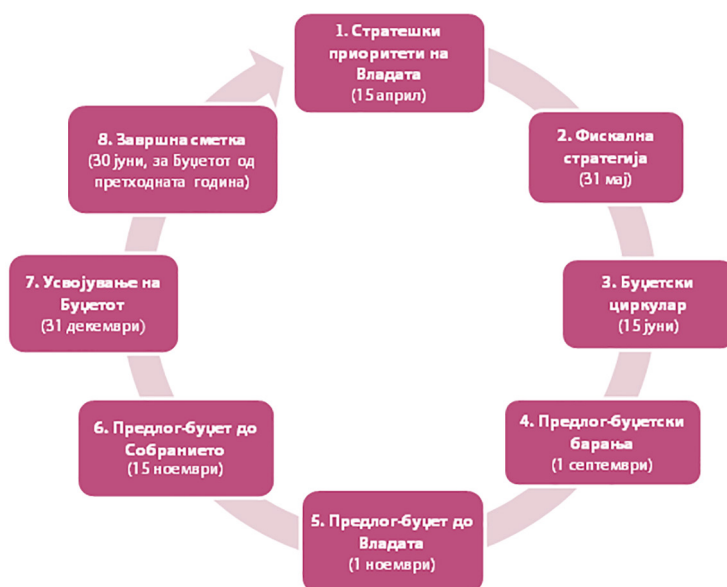 1. Стратешки
приоритети на
Владата
(15 април)
2. Фискална
стратегија
(31 мај)
3. Буџетски
циркулар
(15 јуни)
4. Предлог-буџетски
барања
(1 септември)
5. Предлог-буџет до
Владата
(1 ноември)
6. Предлог-буџет до
Собранието
(15 ноември)
7. Усвојување на
Буџетот
(31 декември)
8. Завршна сметка
(30 јуни, за Буџетот од
претходната година)